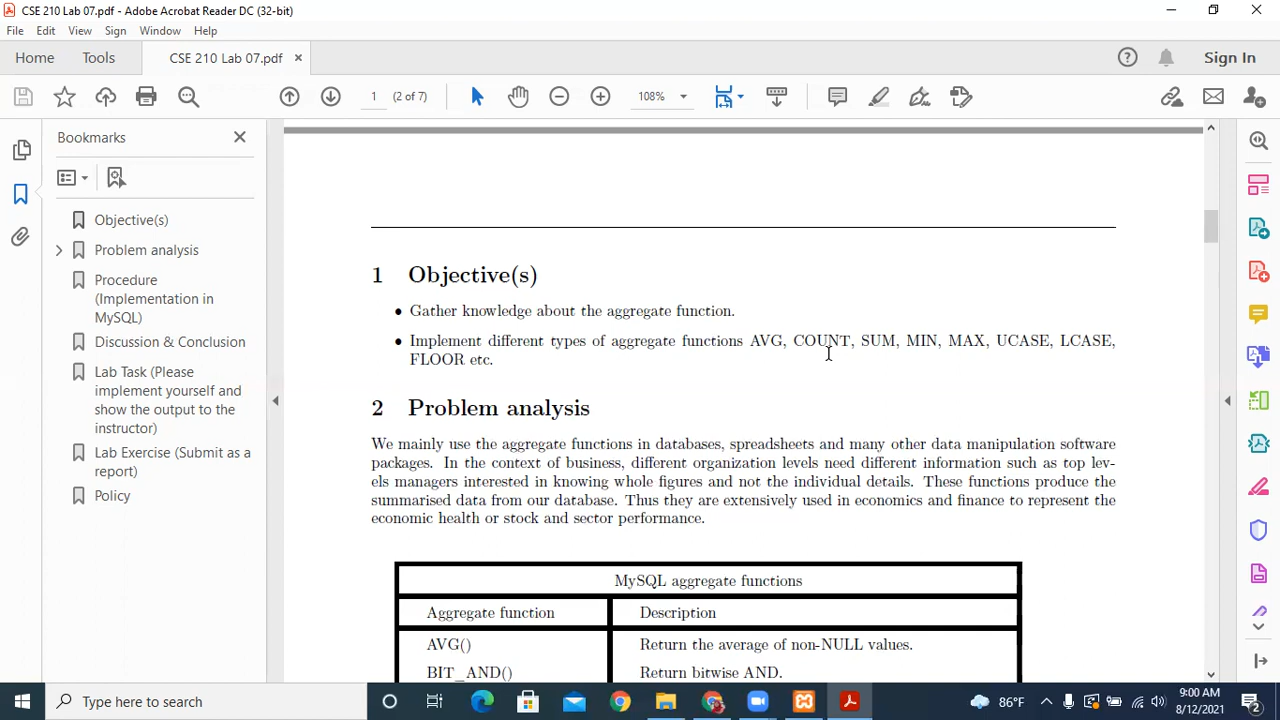 CSE 210 Lab 07.pdf - Adobe Acrobat Reader DC (32-bit)
File Edit View Sign Window Help
Home Tools CSE 210 Lab 07.pdf × Sign In
1 (2 of 7) 108%
Bookmarks
Objective(s)
Problem analysis
Procedure
(Implementation in
MySQL)
Discussion & Conclusion
Lab Task (Please
implement yourself and
show the output to the
instructor)
Lab Exercise (Submit as a
report)
Policy
1 Objective(s)
• Gather knowledge about the aggregate function.
• Implement different types of aggregate functions AVG, COUNT, SUM, MIN, MAX, UCASE, LCASE,
FLOOR etc.
2 Problem analysis
We mainly use the aggregate functions in databases, spreadsheets and many other data manipulation software
packages. In the context of business, different organization levels need different information such as top lev-
els managers interested in knowing whole figures and not the individual details. These functions produce the
summarised data from our database. Thus they are extensively used in economics and finance to represent the
economic health or stock and sector performance.
MySQL aggregate functions
Aggregate function Description
AVG() Return the average of non-NULL values.
BIT_AND() Return bitwise AND.
Type here to search
86°F
9:00 AM
8/12/2021
2